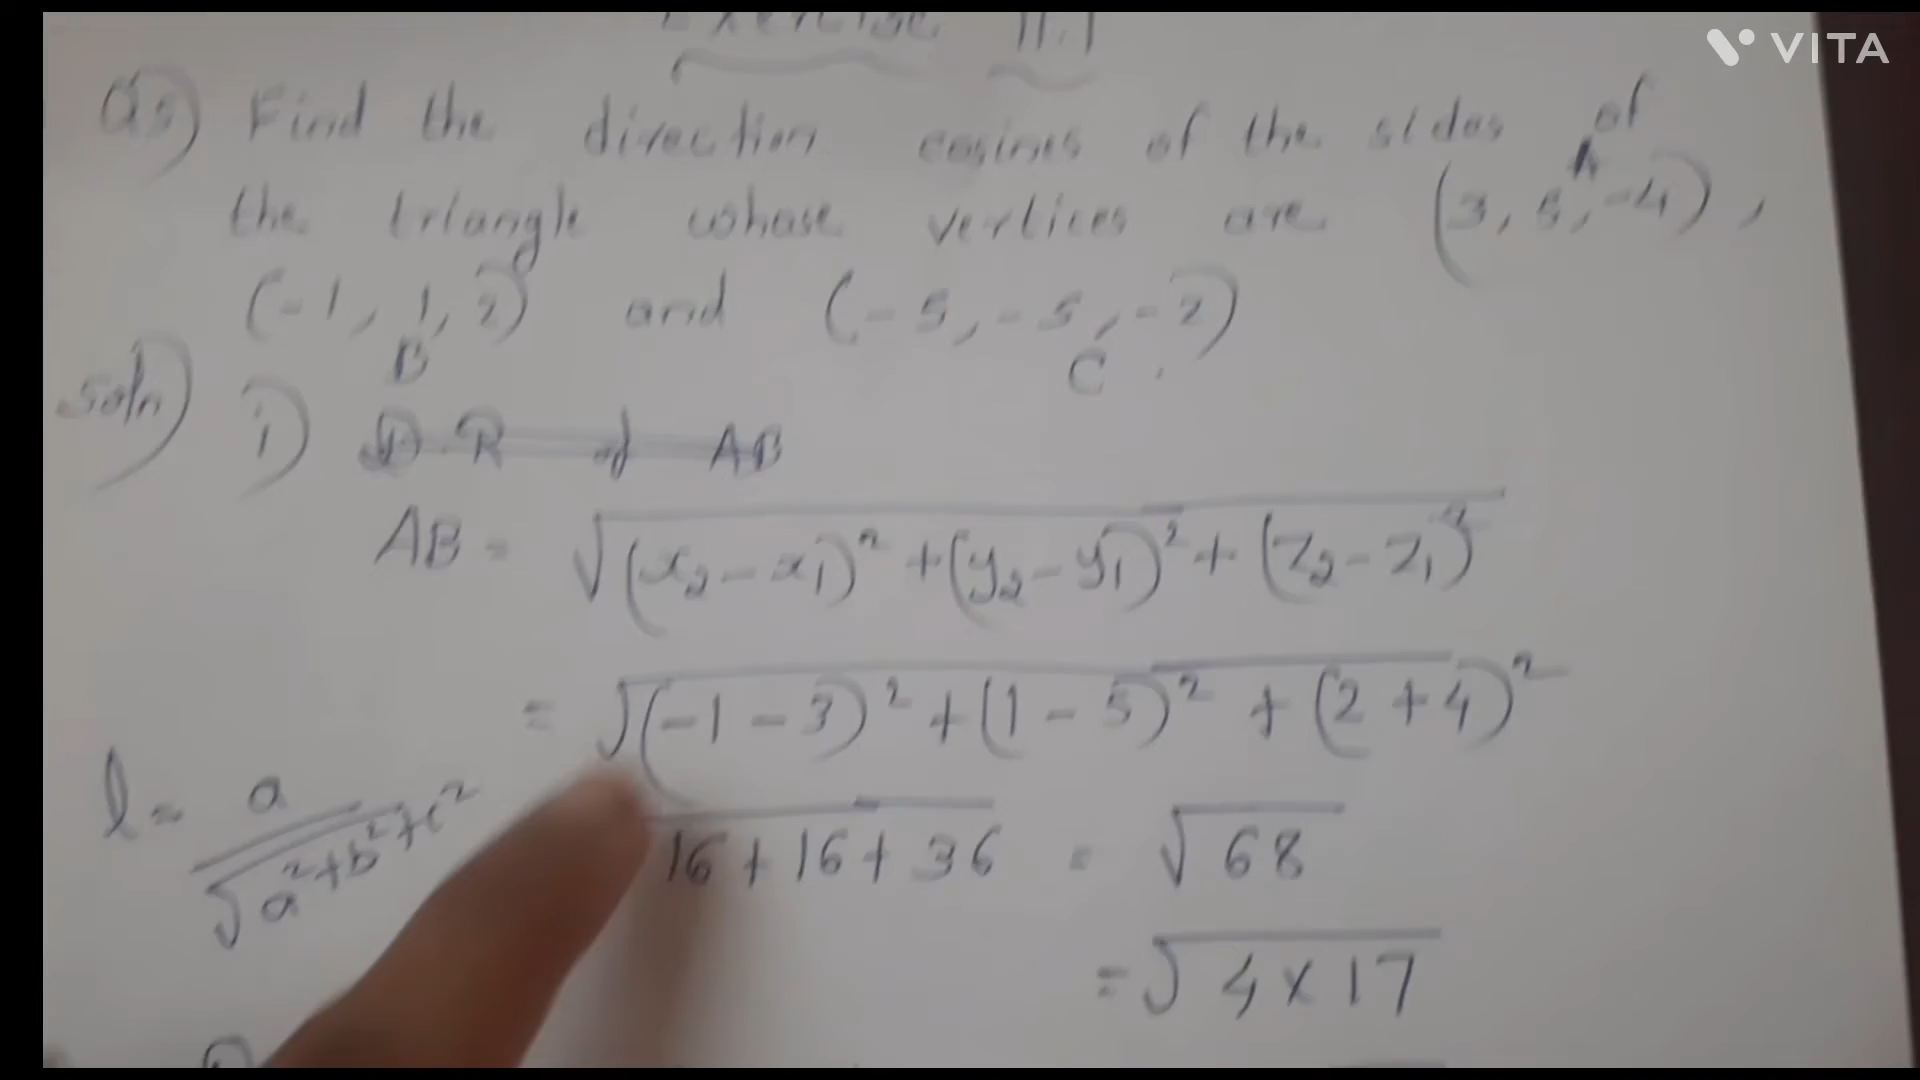 Exercise 11.1
VITA
Q5) Find the direction cosines of the sides of
the triangle whose vertices are (3, 5, -4),
A
(-1, 1, 2) and (-5, -5, -2)
B C .
Soln) i) D.R of AB
AB = √(x₂ - x₁)² + (y₂ - y₁)² + (z₂ - z₁)²
= √(-1 - 3)² + (1 - 5)² + (2 + 4)²
l = a / √a² + b² + c²
16 + 16 + 36 = √68
= √4 × 17